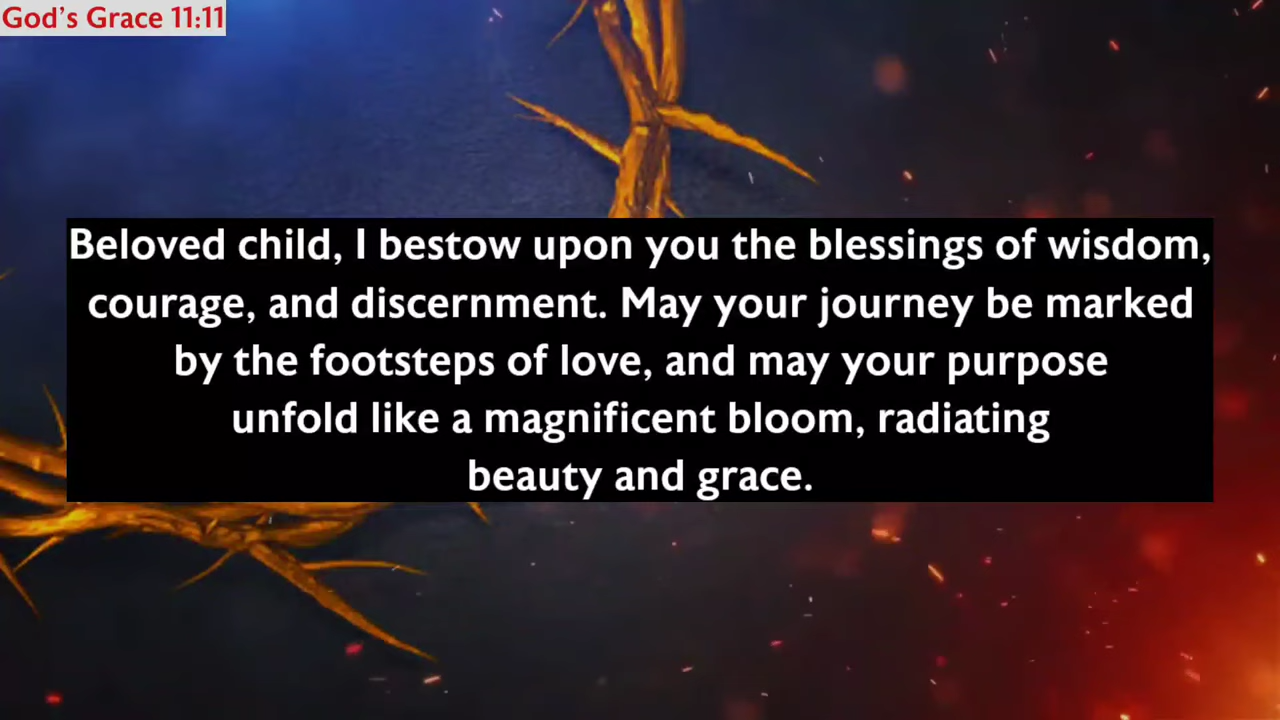 God's Grace 11:11
Beloved child, I bestow upon you the blessings of wisdom,
courage, and discernment. May your journey be marked
by the footsteps of love, and may your purpose
unfold like a magnificent bloom, radiating
beauty and grace.